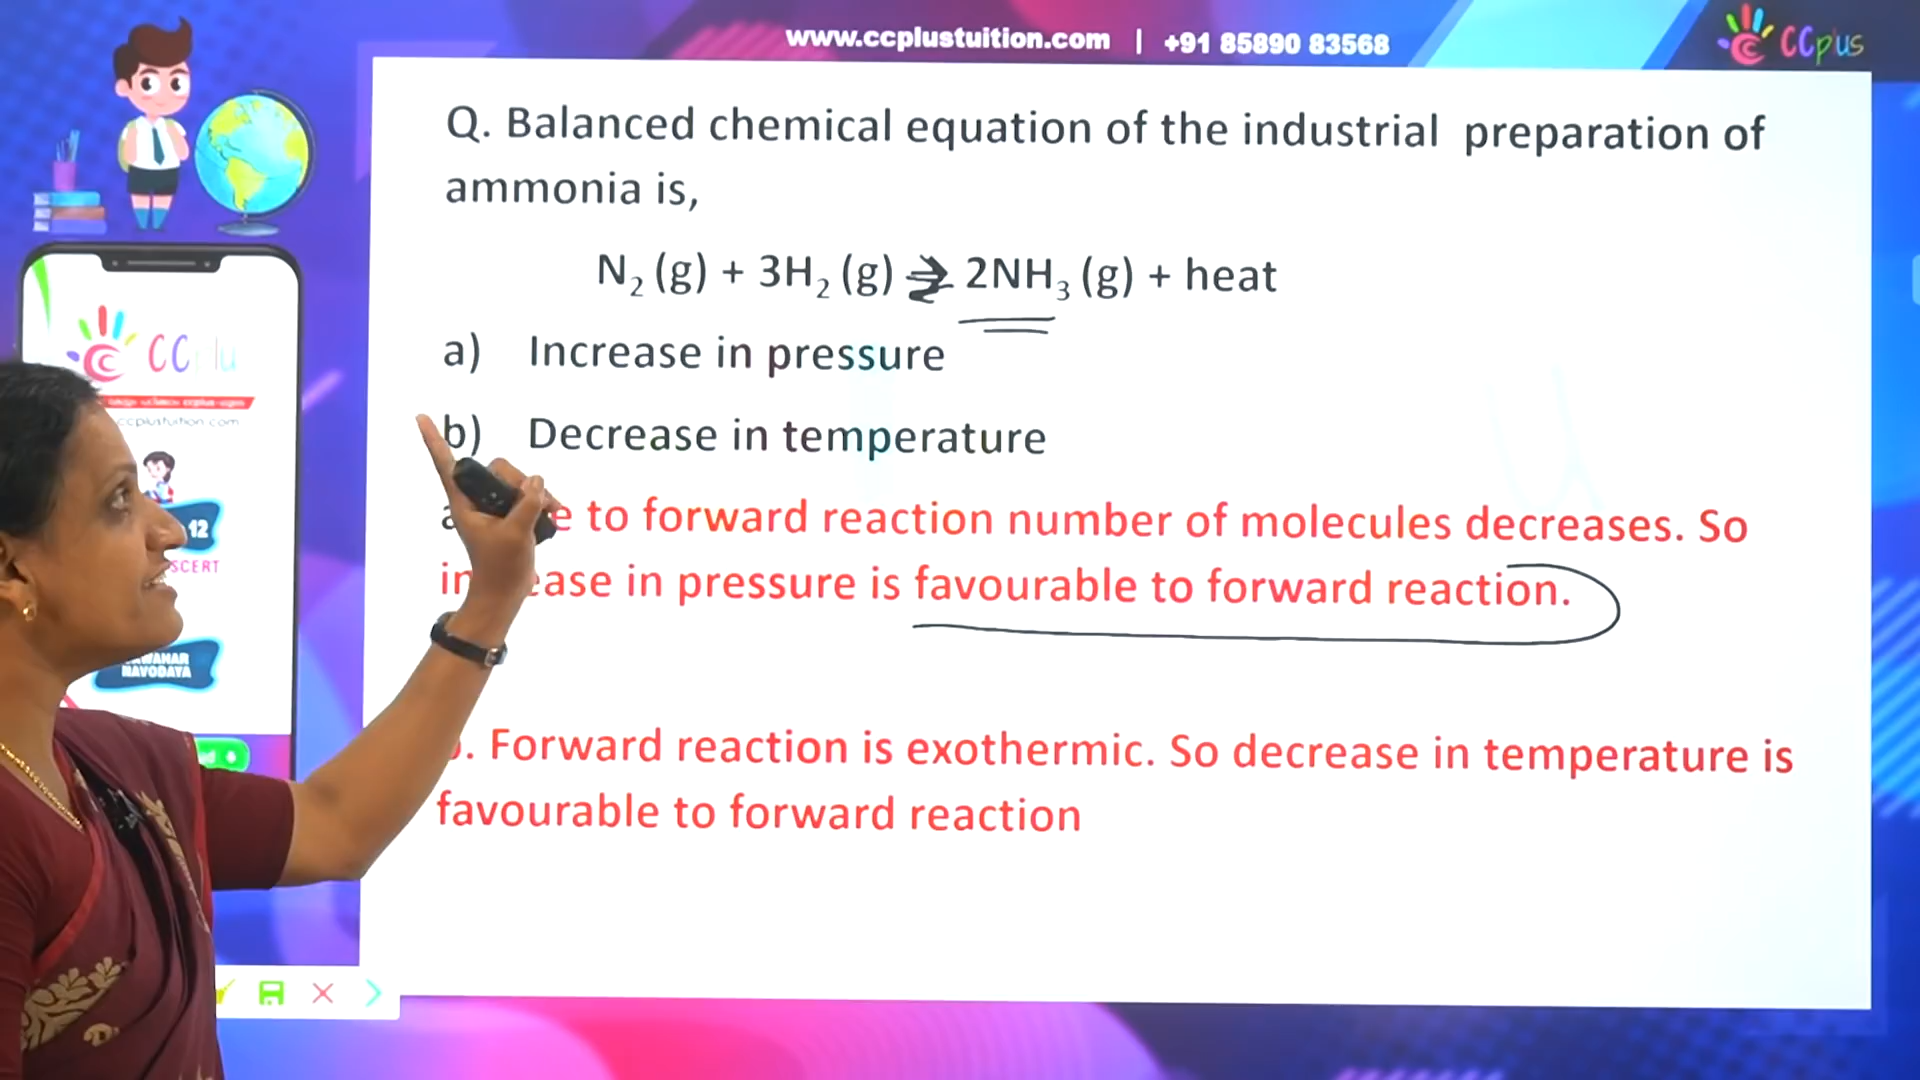 www.ccplustuition.com | +91 85890 83568
CCplus
Q. Balanced chemical equation of the industrial preparation of
ammonia is,
N₂ (g) + 3H₂ (g) ⇌ 2NH₃ (g) + heat
a) Increase in pressure
b) Decrease in temperature
to forward reaction number of molecules decreases. So
in pressure is favourable to forward reaction.
. Forward reaction is exothermic. So decrease in temperature is
favourable to forward reaction
CC
ccplustuition.com
12
SCERT
NAVODAYA